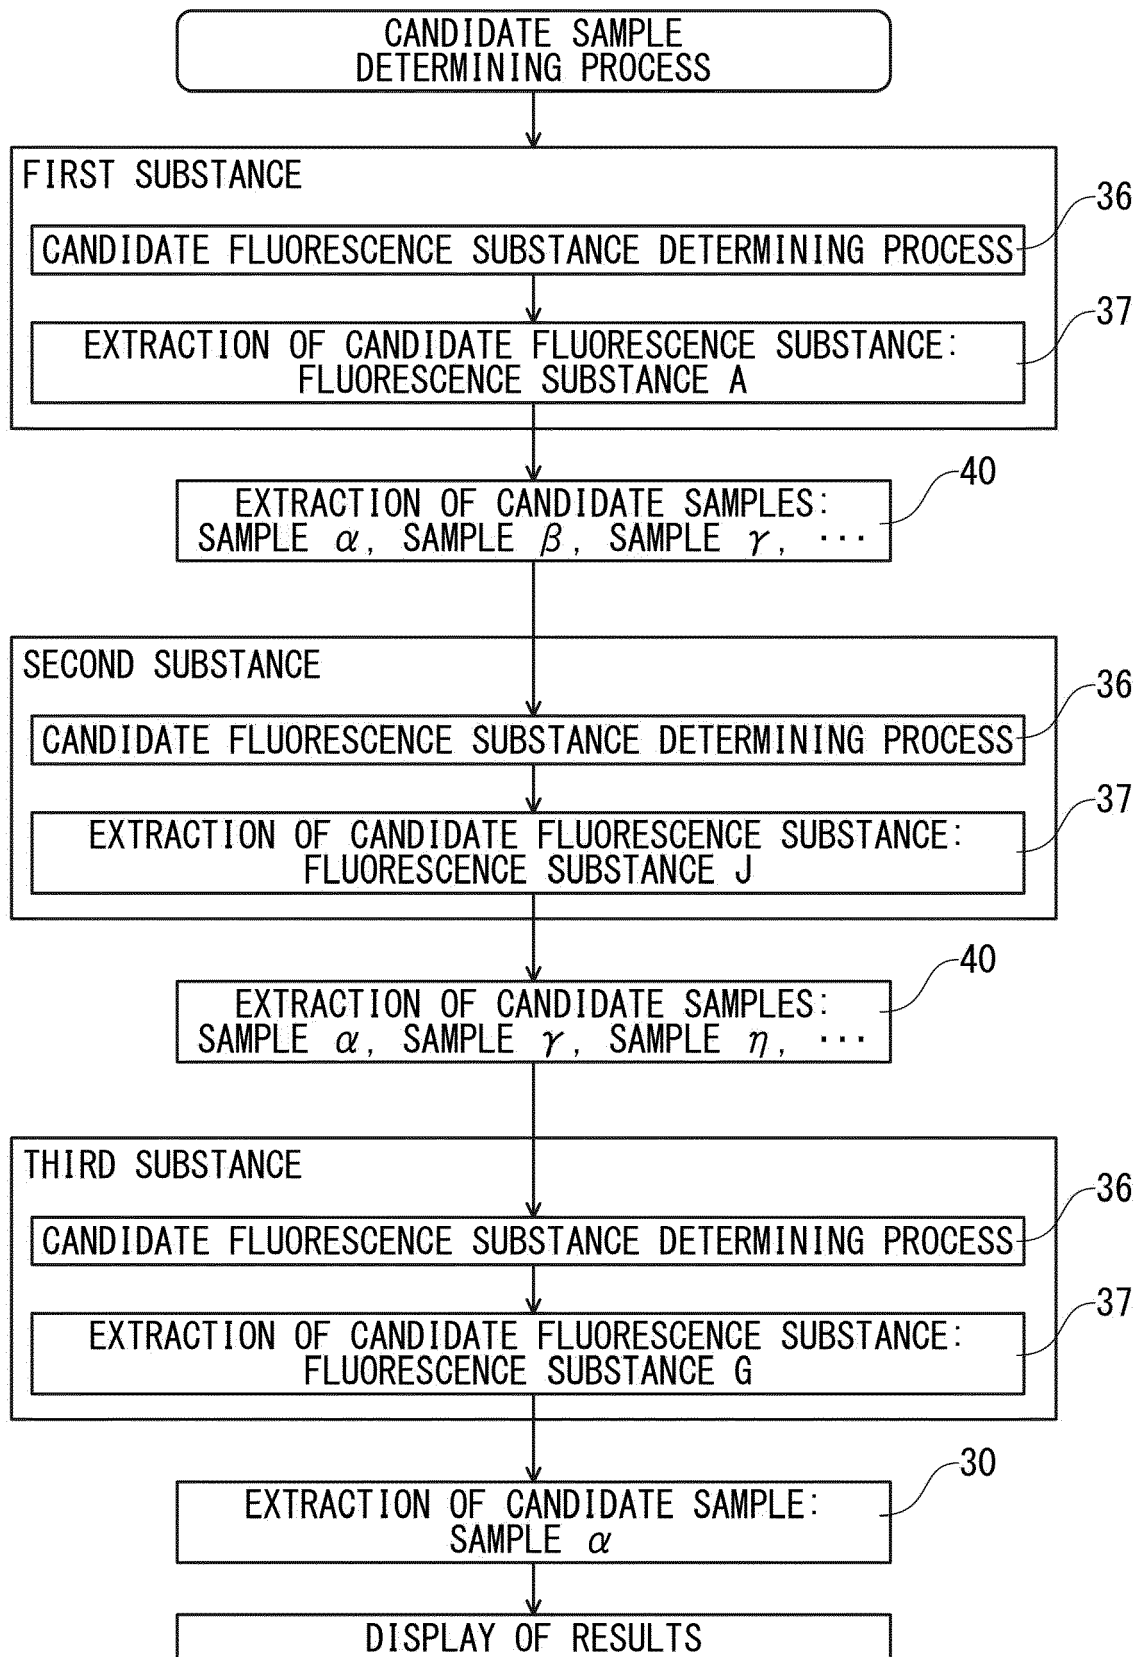 CANDIDATE SAMPLE
DETERMINING PROCESS
FIRST SUBSTANCE
36
CANDIDATE FLUORESCENCE SUBSTANCE DETERMINING PROCESS
37
EXTRACTION OF CANDIDATE FLUORESCENCE SUBSTANCE:
FLUORESCENCE SUBSTANCE A
40
EXTRACTION OF CANDIDATE SAMPLES:
SAMPLE α, SAMPLE β, SAMPLE γ, ···
SECOND SUBSTANCE
36
CANDIDATE FLUORESCENCE SUBSTANCE DETERMINING PROCESS
37
EXTRACTION OF CANDIDATE FLUORESCENCE SUBSTANCE:
FLUORESCENCE SUBSTANCE J
40
EXTRACTION OF CANDIDATE SAMPLES:
SAMPLE α, SAMPLE γ, SAMPLE η, ···
THIRD SUBSTANCE
36
CANDIDATE FLUORESCENCE SUBSTANCE DETERMINING PROCESS
37
EXTRACTION OF CANDIDATE FLUORESCENCE SUBSTANCE:
FLUORESCENCE SUBSTANCE G
30
EXTRACTION OF CANDIDATE SAMPLE:
SAMPLE α
DISPLAY OF RESULTS